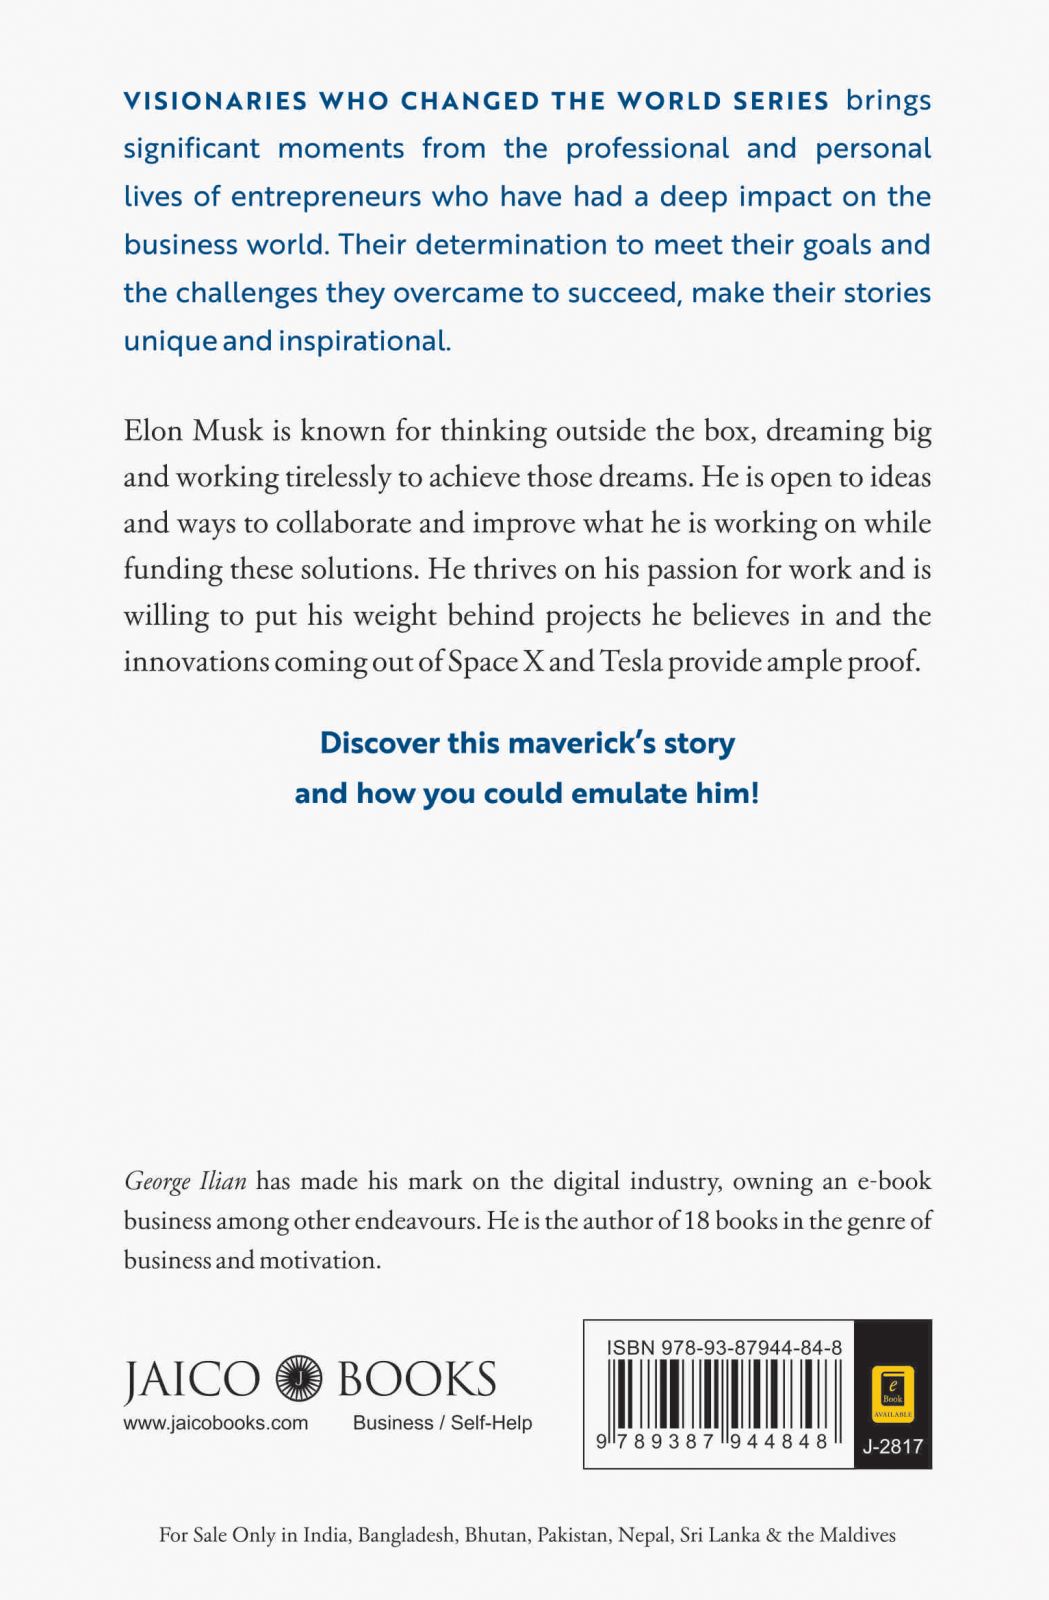 VISIONARIES WHO CHANGED THE WORLD SERIES brings
significant moments from the professional and personal
lives of entrepreneurs who have had a deep impact on the
business world. Their determination to meet their goals and
the challenges they overcame to succeed, make their stories
unique and inspirational.
Elon Musk is known for thinking outside the box, dreaming big
and working tirelessly to achieve those dreams. He is open to ideas
and ways to collaborate and improve what he is working on while
funding these solutions. He thrives on his passion for work and is
willing to put his weight behind projects he believes in and the
innovations coming out of Space X and Tesla provide ample proof.
Discover this maverick's story
and how you could emulate him!
George Ilian has made his mark on the digital industry, owning an e-book
business among other endeavours. He is the author of 18 books in the genre of
business and motivation.
JAICO J BOOKS
www.jaicobooks.com Business / Self-Help
ISBN 978-93-87944-84-8
9 789387 944848
e
Book
AVAILABLE
J-2817
For Sale Only in India, Bangladesh, Bhutan, Pakistan, Nepal, Sri Lanka & the Maldives